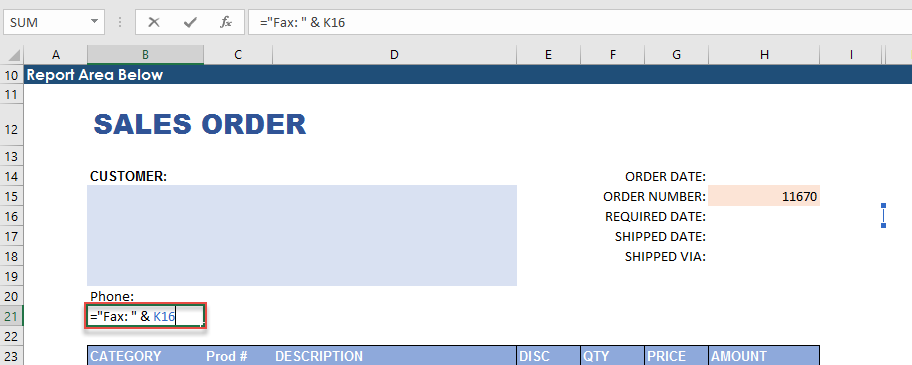 SUM ="Fax: " & K16
A B C D E F G H I
10 Report Area Below
11
12 SALES ORDER
13
14 CUSTOMER: ORDER DATE:
15 ORDER NUMBER: 11670
16 REQUIRED DATE:
17 SHIPPED DATE:
18 SHIPPED VIA:
19
20 Phone:
21 ="Fax: " & K16
22
23 CATEGORY Prod # DESCRIPTION DISC QTY PRICE AMOUNT